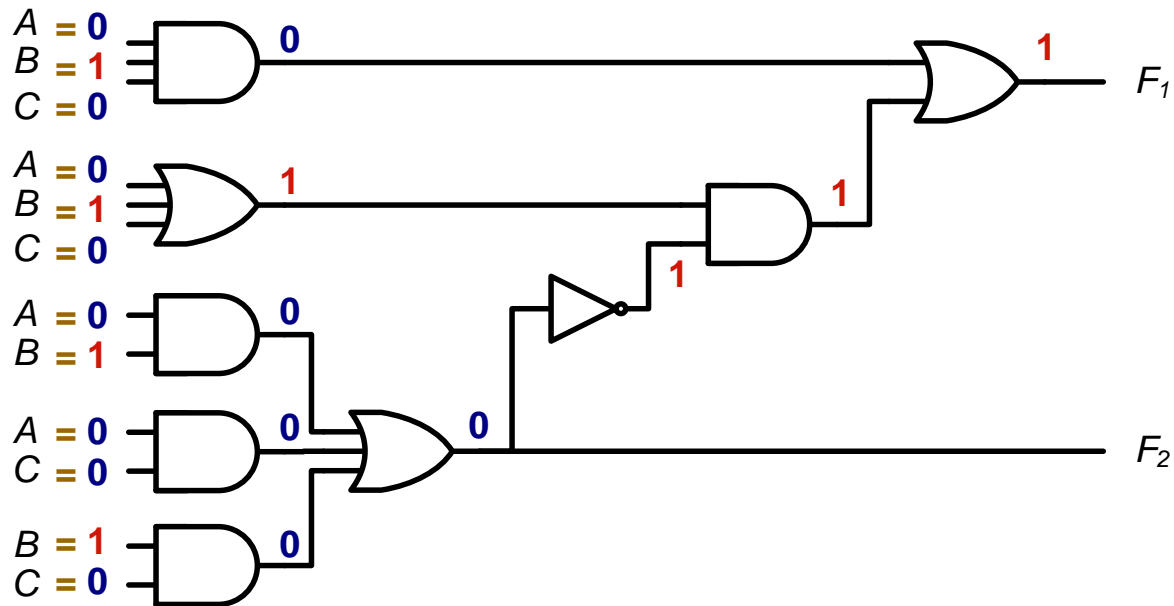 A = 0
B = 1
C = 0
0
1
F₁
A = 0
B = 1
C = 0
1
1
1
A = 0
B = 1
0
A = 0
C = 0
0
0
F₂
B = 1
C = 0
0